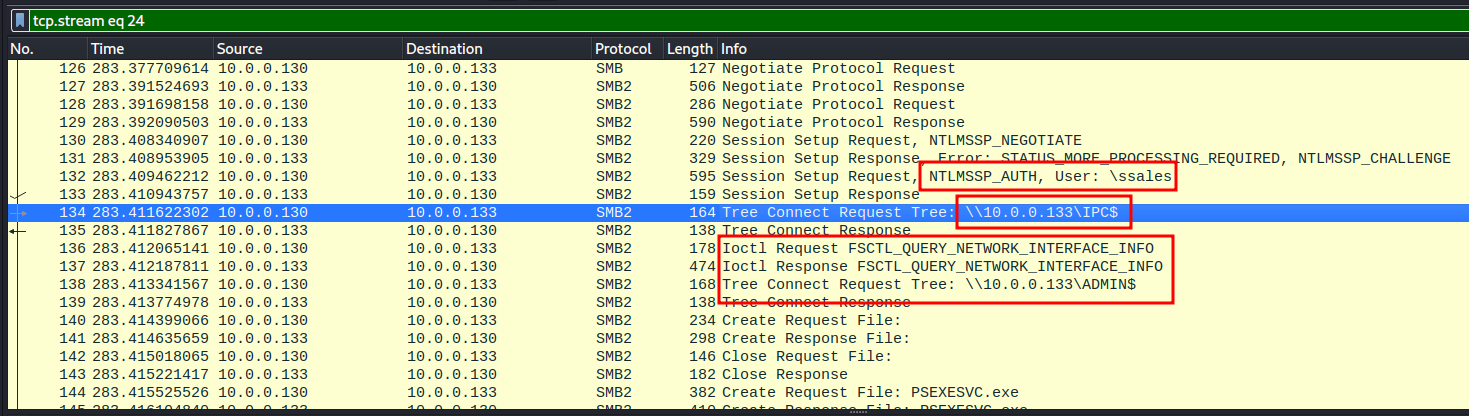 tcp.stream eq 24
No. Time Source Destination Protocol Length Info
126 283.377709614 10.0.0.130 10.0.0.133 SMB 127 Negotiate Protocol Request
127 283.391524693 10.0.0.133 10.0.0.130 SMB2 506 Negotiate Protocol Response
128 283.391698158 10.0.0.130 10.0.0.133 SMB2 286 Negotiate Protocol Request
129 283.392090503 10.0.0.133 10.0.0.130 SMB2 590 Negotiate Protocol Response
130 283.408340907 10.0.0.130 10.0.0.133 SMB2 220 Session Setup Request, NTLMSSP_NEGOTIATE
131 283.408953905 10.0.0.133 10.0.0.130 SMB2 329 Session Setup Response, Error: STATUS_MORE_PROCESSING_REQUIRED, NTLMSSP_CHALLENGE
132 283.409462212 10.0.0.130 10.0.0.133 SMB2 595 Session Setup Request, NTLMSSP_AUTH, User: \ssales
133 283.410943757 10.0.0.133 10.0.0.130 SMB2 159 Session Setup Response
134 283.411622302 10.0.0.130 10.0.0.133 SMB2 164 Tree Connect Request Tree: \\10.0.0.133\IPC$
135 283.411827867 10.0.0.133 10.0.0.130 SMB2 138 Tree Connect Response
136 283.412065141 10.0.0.130 10.0.0.133 SMB2 178 Ioctl Request FSCTL_QUERY_NETWORK_INTERFACE_INFO
137 283.412187811 10.0.0.133 10.0.0.130 SMB2 474 Ioctl Response FSCTL_QUERY_NETWORK_INTERFACE_INFO
138 283.413341567 10.0.0.130 10.0.0.133 SMB2 168 Tree Connect Request Tree: \\10.0.0.133\ADMIN$
139 283.413774978 10.0.0.133 10.0.0.130 SMB2 138 Tree Connect Response
140 283.414399066 10.0.0.130 10.0.0.133 SMB2 234 Create Request File:
141 283.414635659 10.0.0.133 10.0.0.130 SMB2 298 Create Response File:
142 283.415018065 10.0.0.130 10.0.0.133 SMB2 146 Close Request File:
143 283.415221417 10.0.0.133 10.0.0.130 SMB2 182 Close Response
144 283.415525526 10.0.0.130 10.0.0.133 SMB2 382 Create Request File: PSEXESVC.exe
145 283.416104840 10.0.0.133 10.0.0.130 SMB2 410 Create Response File: PSEXESVC.exe